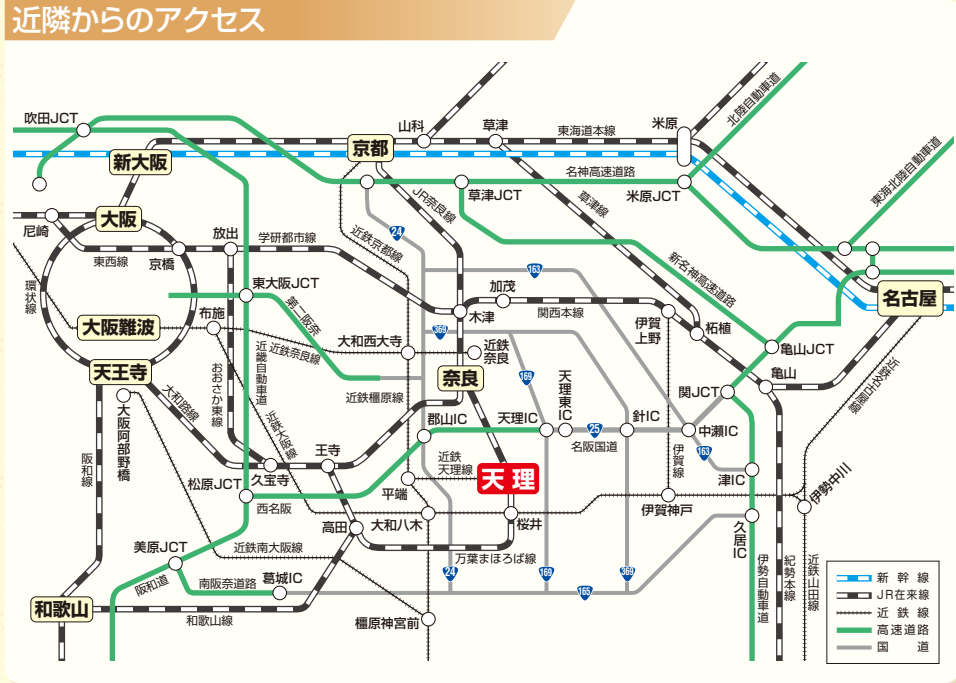 近隣からのアクセス
吹田JCT
新大阪
京都
山科
草津
東海道本線
米原
北陸自動車道
東海北陸自動車道
名神高速道路
草津JCT
米原JCT
草津線
JR奈良線
尼崎
大阪
東西線
京橋
放出
学研都市線
24
近鉄京都線
163
新名神高速道路
環状線
東大阪JCT
第二阪奈
加茂
関西本線
木津
伊賀上野
柘植
名古屋
大阪難波
布施
近鉄奈良線
大和西大寺
369
近鉄奈良
亀山JCT
亀山
近鉄名古屋線
天王寺
大和路線
おおさか東線
近畿自動車道
近鉄大阪線
近鉄橿原線
奈良
169
天理東IC
関JCT
大阪阿部野橋
郡山IC
天理IC
25
針IC
名阪国道
中瀬IC
163
阪和線
王寺
久宝寺
近鉄天理線
天理
伊賀線
津IC
松原JCT
西名阪
平端
伊賀神戸
伊勢中川
高田
大和八木
桜井
久居IC
美原JCT
近鉄南大阪線
万葉まほろば線
阪和道
南阪奈道路
葛城IC
24
169
369
165
伊勢自動車道
紀勢本線
近鉄山田線
和歌山
和歌山線
橿原神宮前
新幹線
JR在来線
近鉄線
高速道路
国道